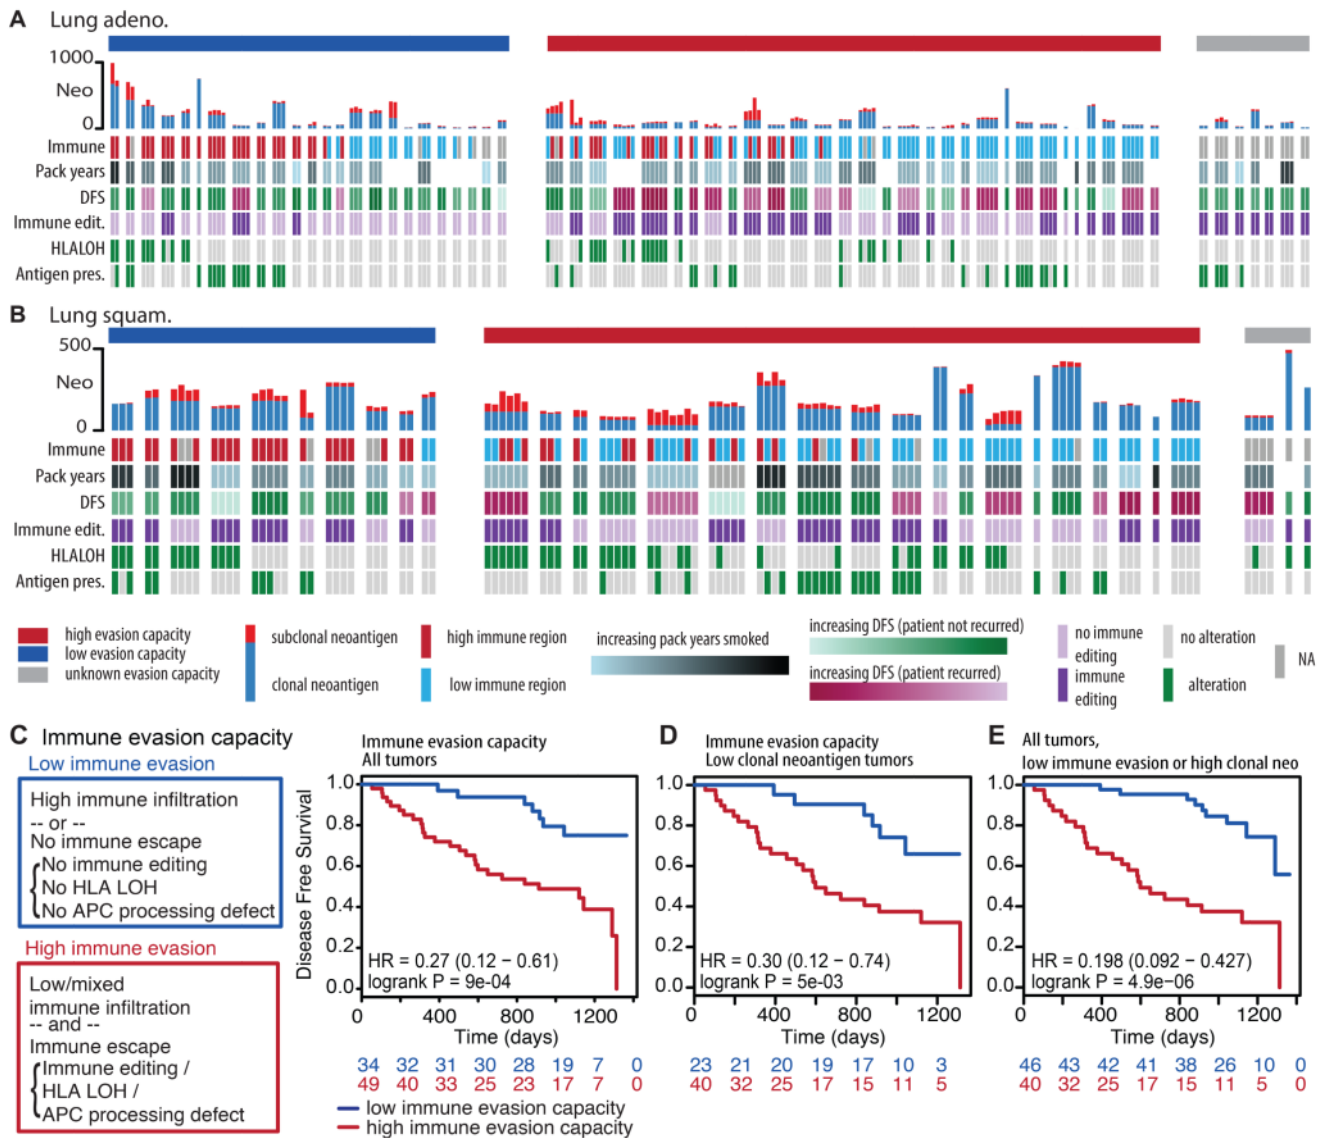 A Lung adeno.
1000
Neo
0
Immune
Pack years
DFS
Immune edit.
HLALOH
Antigen pres.
B Lung squam.
500
Neo
0
Immune
Pack years
DFS
Immune edit.
HLALOH
Antigen pres.
high evasion capacity
low evasion capacity
unknown evasion capacity
subclonal neoantigen
clonal neoantigen
high immune region
low immune region
increasing pack years smoked
increasing DFS (patient not recurred)
increasing DFS (patient recurred)
no immune
editing
immune
editing
no alteration
alteration
NA
C Immune evasion capacity
Low immune evasion
High immune infiltration
-- or --
No immune escape
{No immune editing
No HLA LOH
No APC processing defect
High immune evasion
Low/mixed
immune infiltration
-- and --
Immune escape
{Immune editing /
HLA LOH /
APC processing defect
Immune evasion capacity
All tumors
Disease Free Survival
1.0
0.8
0.6
0.4
0.2
0.0
HR = 0.27 (0.12 − 0.61)
logrank P = 9e-04
0 400 800 1200
Time (days)
34 32 31 30 28 19 7 0
49 40 33 25 23 17 7 0
low immune evasion capacity
high immune evasion capacity
D Immune evasion capacity
Low clonal neoantigen tumors
1.0
0.8
0.6
0.4
0.2
0.0
HR = 0.30 (0.12 − 0.74)
logrank P = 5e-03
0 400 800 1200
Time (days)
23 21 20 19 17 10 3
40 32 25 17 15 11 5
E All tumors,
low immune evasion or high clonal neo
1.0
0.8
0.6
0.4
0.2
0.0
HR = 0.198 (0.092 − 0.427)
logrank P = 4.9e−06
0 400 800 1200
Time (days)
46 43 42 41 38 26 10 0
40 32 25 17 15 11 5 0